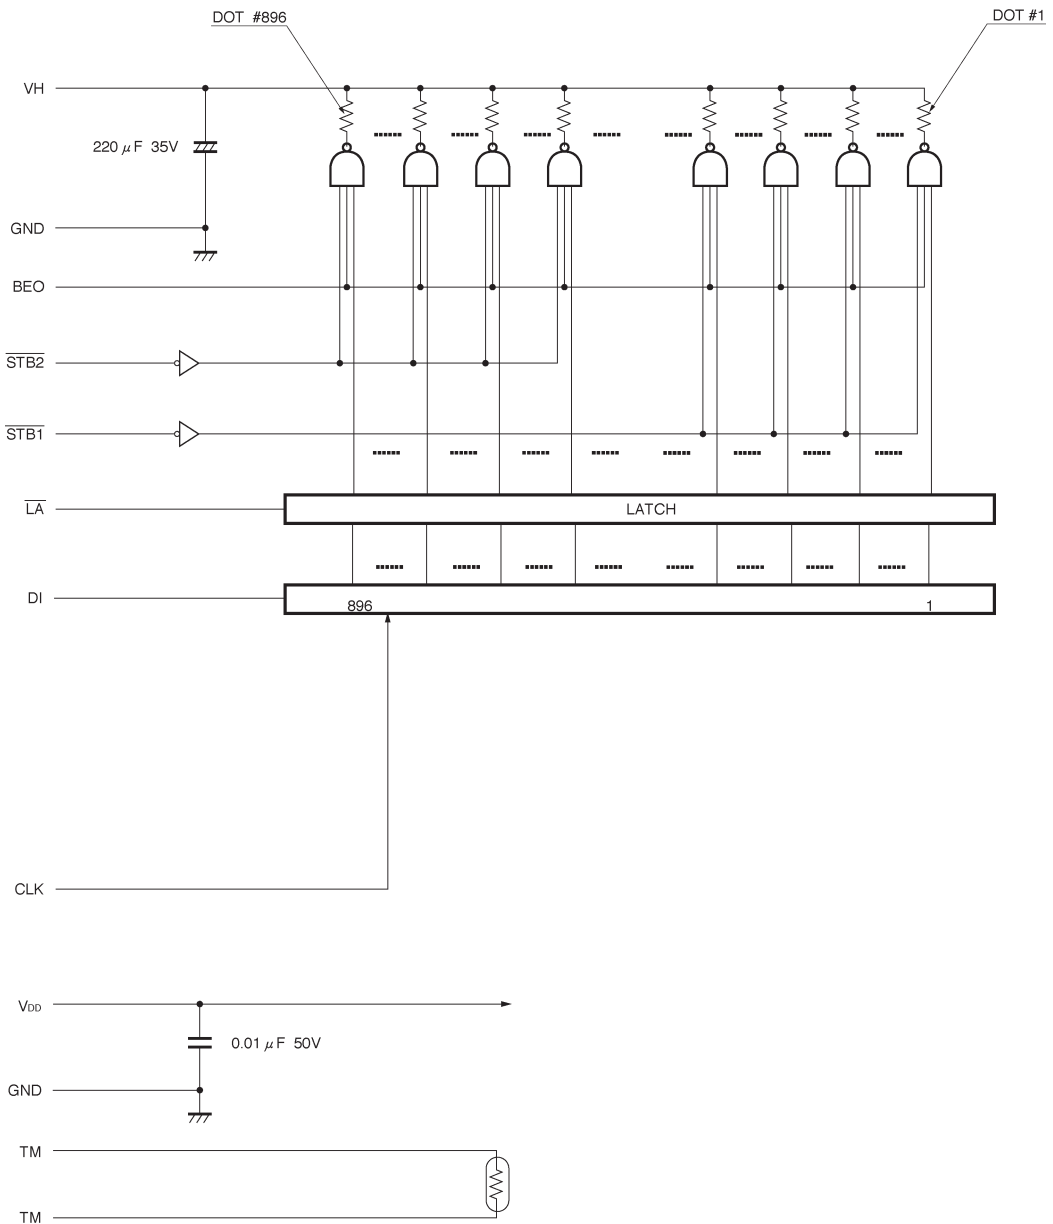 DOT #896
DOT #1
VH
220 μF 35V
GND
BEO
STB2
STB1
LA
LATCH
DI
896
1
CLK
VDD
0.01 μF 50V
GND
TM
TM